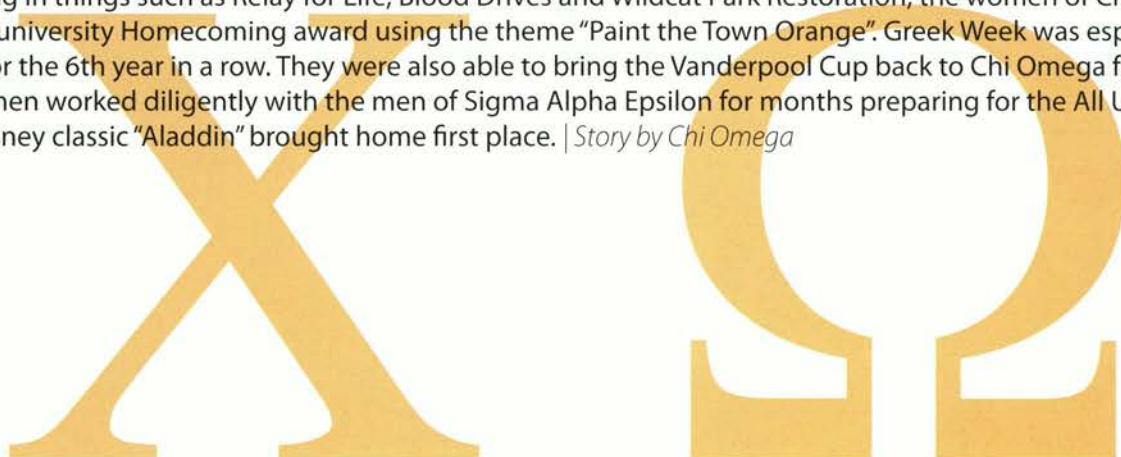 in things such as Relay for Life, Blood Drives and Wildcat Park Restoration, the women of
university Homecoming award using the theme “Paint the Town Orange”. Greek Week was esp
r the 6th year in a row. They were also able to bring the Vanderpool Cup back to Chi Omega f
men worked diligently with the men of Sigma Alpha Epsilon for months preparing for the All U
ney classic “Aladdin” brought home first place. | Story by Chi Omega
Χ Ω